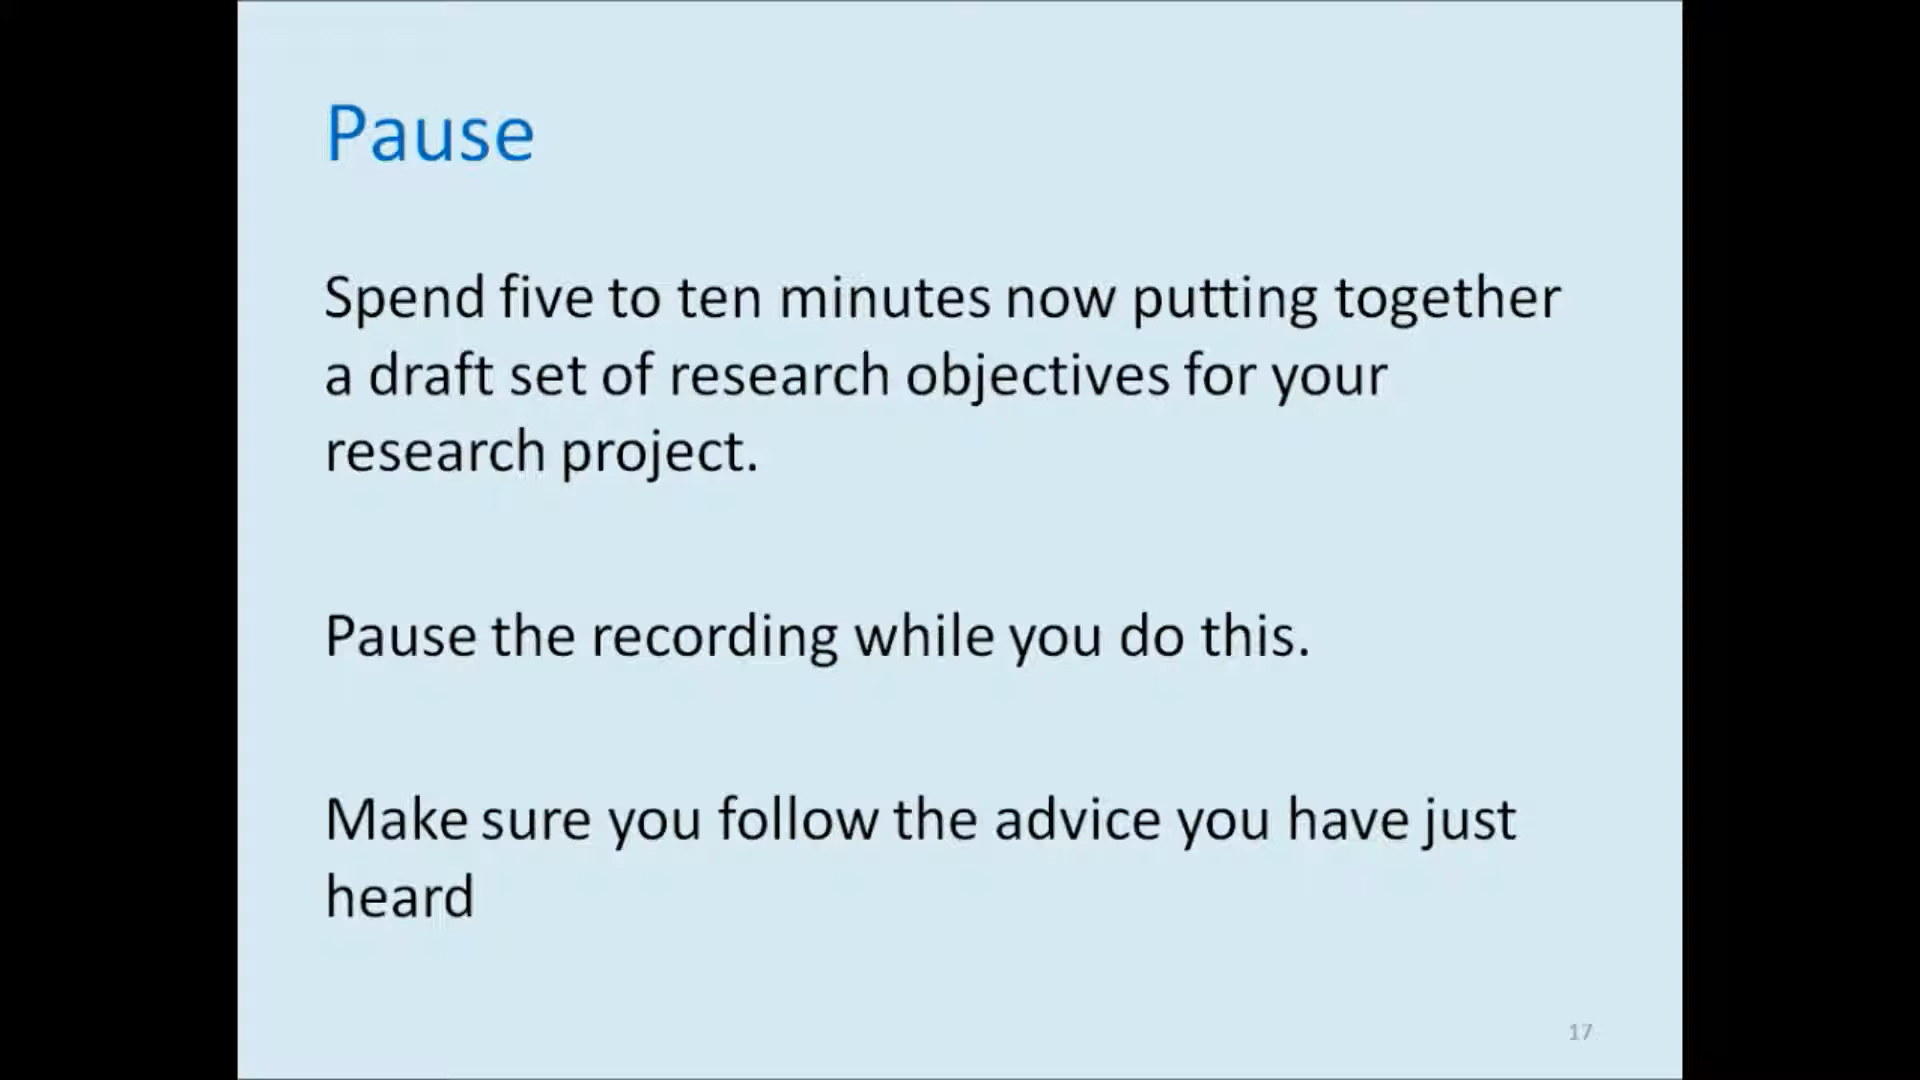 Pause
Spend five to ten minutes now putting together
a draft set of research objectives for your
research project.
Pause the recording while you do this.
Make sure you follow the advice you have just
heard
17